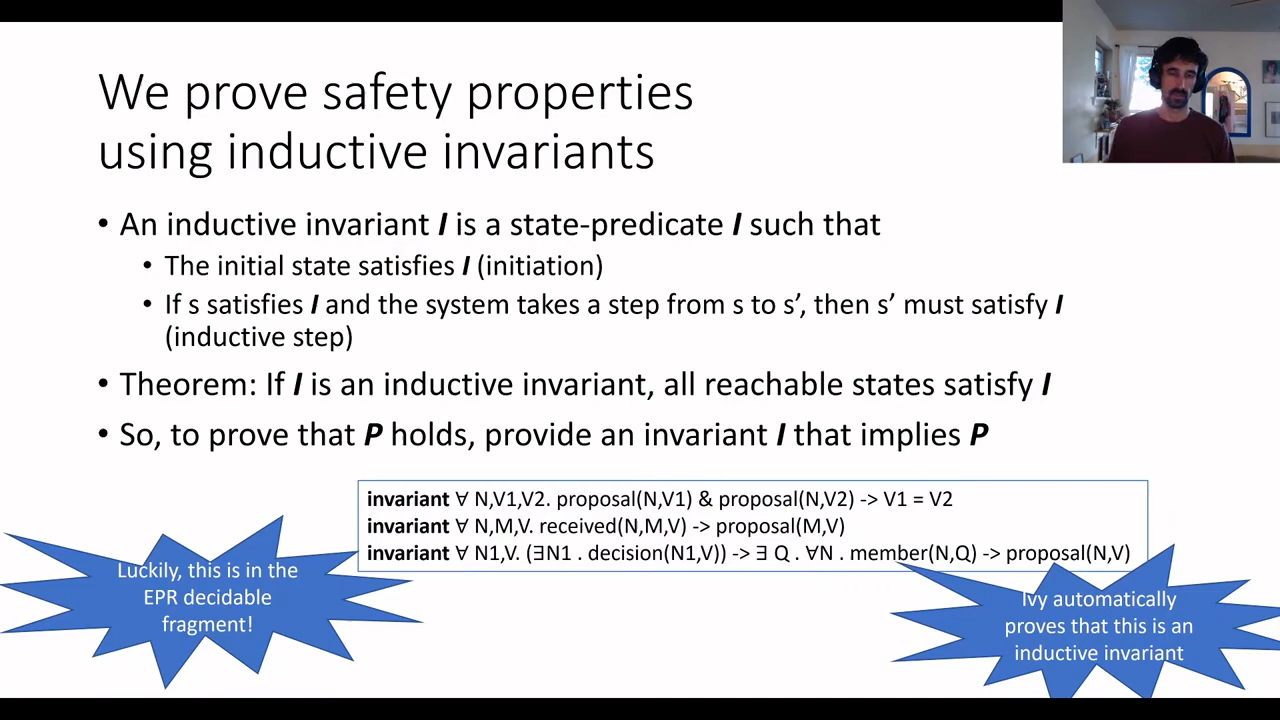 We prove safety properties
using inductive invariants
• An inductive invariant I is a state-predicate I such that
• The initial state satisfies I (initiation)
• If s satisfies I and the system takes a step from s to s’, then s’ must satisfy I
(inductive step)
• Theorem: If I is an inductive invariant, all reachable states satisfy I
• So, to prove that P holds, provide an invariant I that implies P
invariant ∀ N,V1,V2. proposal(N,V1) & proposal(N,V2) -> V1 = V2
invariant ∀ N,M,V. received(N,M,V) -> proposal(M,V)
invariant ∀ N1,V. (∃N1 . decision(N1,V)) -> ∃ Q . ∀N . member(N,Q) -> proposal(N,V)
Luckily, this is in the
EPR decidable
fragment!
Ivy automatically
proves that this is an
inductive invariant